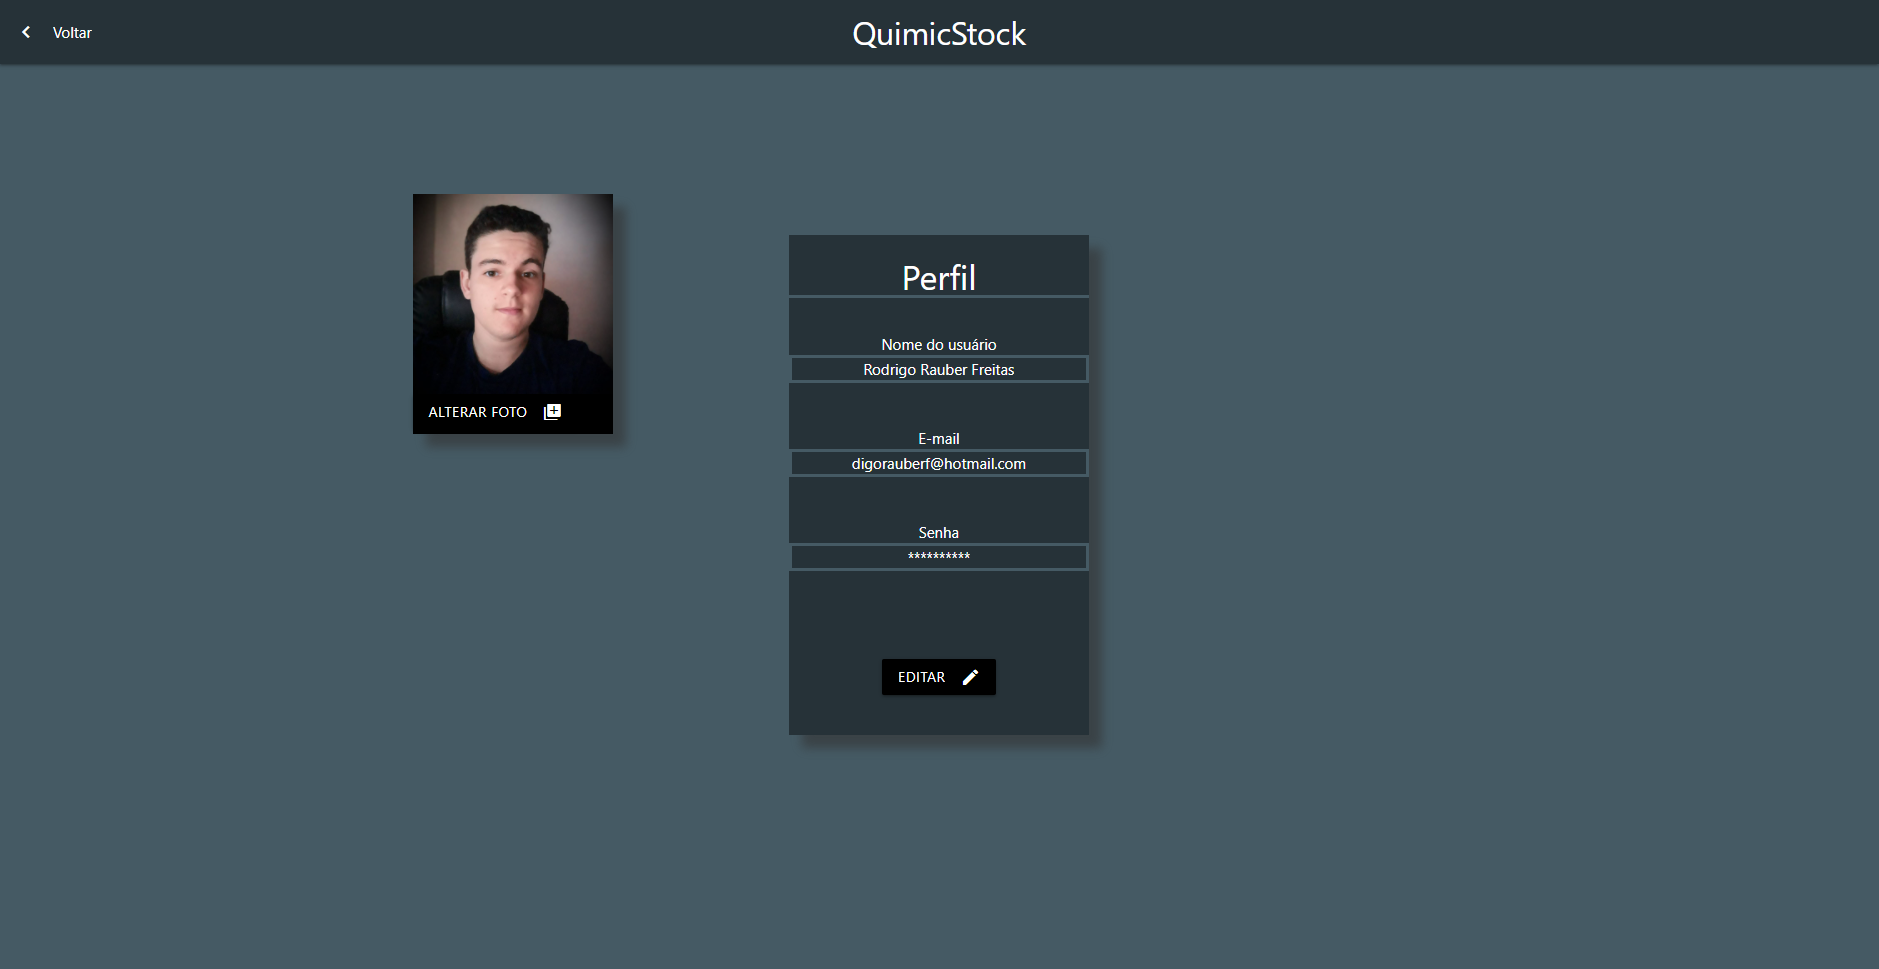 Voltar
QuimicStock
ALTERAR FOTO
Perfil
Nome do usuário
Rodrigo Rauber Freitas
E-mail
digorauberf@hotmail.com
Senha
**********
EDITAR